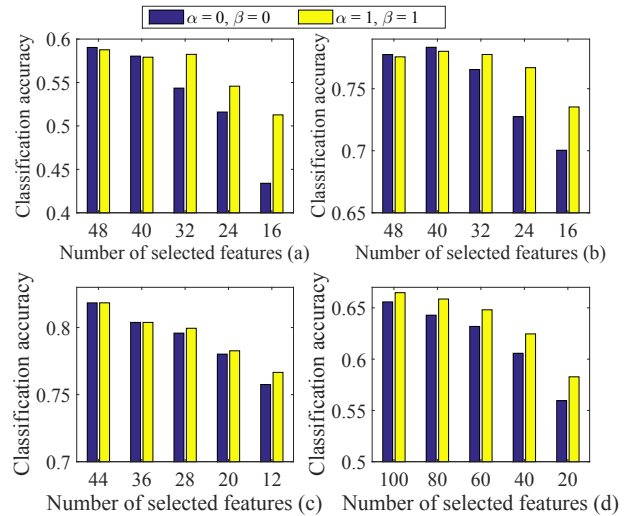 α = 0, β = 0 α = 1, β = 1
Classification accuracy
0.6
0.55
0.5
0.45
0.4
48 40 32 24 16
Number of selected features (a)
Classification accuracy
0.75
0.7
0.65
48 40 32 24 16
Number of selected features (b)
Classification accuracy
0.8
0.75
0.7
44 36 28 20 12
Number of selected features (c)
Classification accuracy
0.65
0.6
0.55
0.5
100 80 60 40 20
Number of selected features (d)